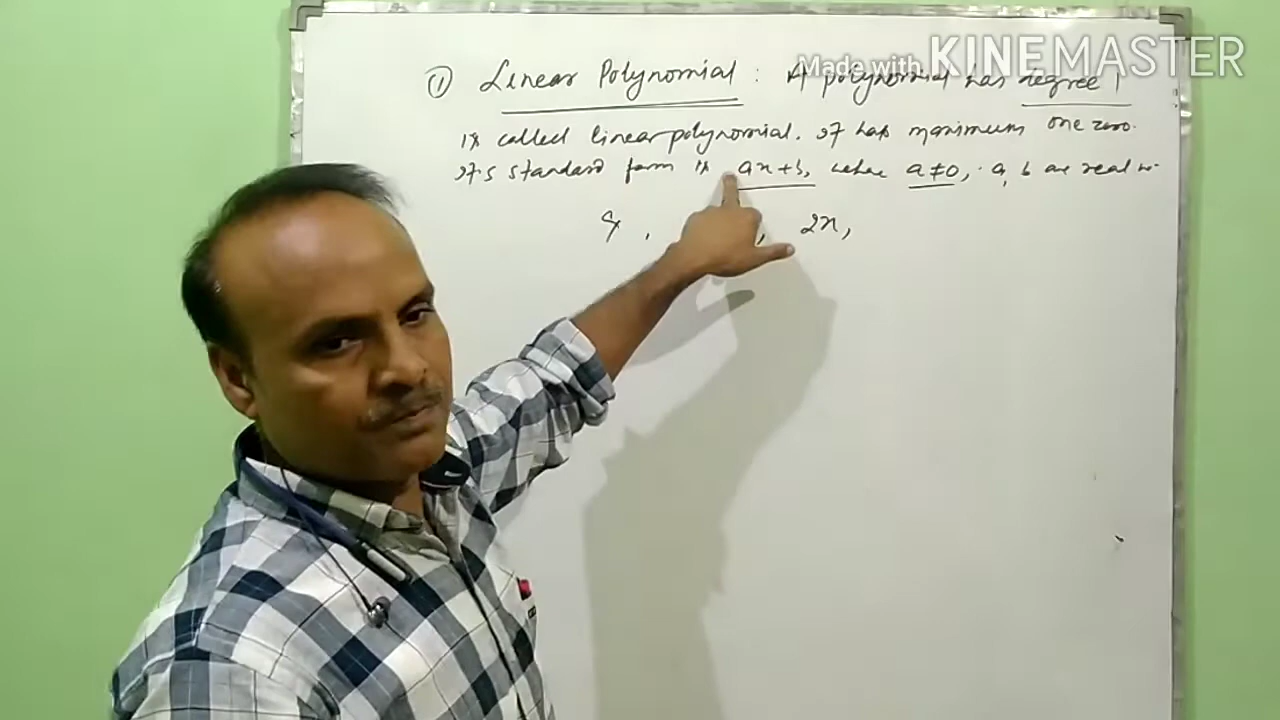 Made with KINEMASTER
① Linear Polynomial : A polynomial has degree 1
is called linear polynomial. It has maximum one zero.
It's standard form is ax+b, where a≠0, a, b are real no.
, , 2x,